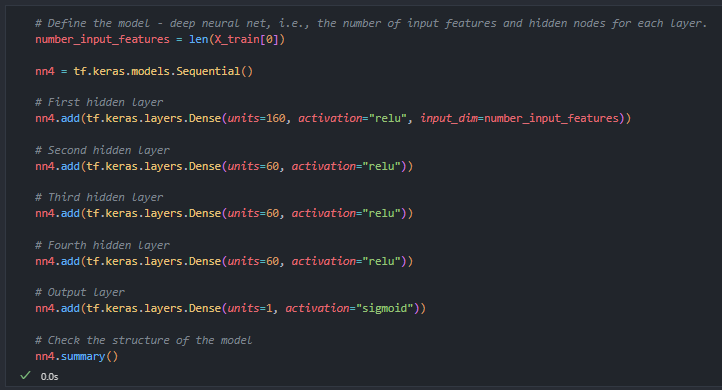 # Define the model - deep neural net, i.e., the number of input features and hidden nodes for each layer.
number_input_features = len(X_train[0])
nn4 = tf.keras.models.Sequential()
# First hidden layer
nn4.add(tf.keras.layers.Dense(units=160, activation="relu", input_dim=number_input_features))
# Second hidden layer
nn4.add(tf.keras.layers.Dense(units=60, activation="relu"))
# Third hidden layer
nn4.add(tf.keras.layers.Dense(units=60, activation="relu"))
# Fourth hidden layer
nn4.add(tf.keras.layers.Dense(units=60, activation="relu"))
# Output layer
nn4.add(tf.keras.layers.Dense(units=1, activation="sigmoid"))
# Check the structure of the model
nn4.summary()
0.0s